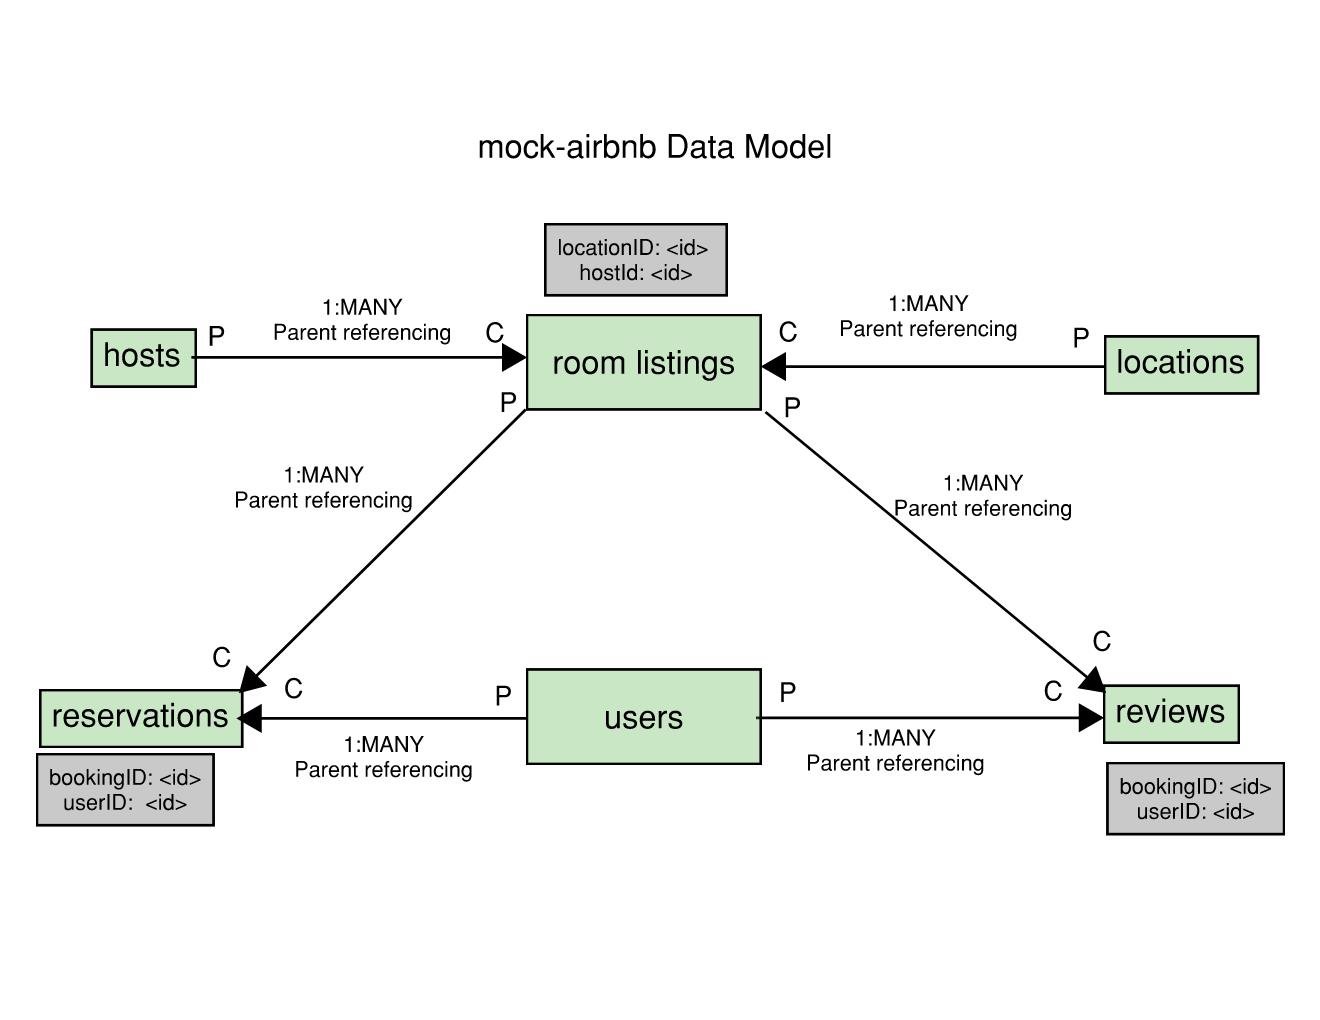 mock-airbnb Data Model
locationID: <id>
hostId: <id>
1:MANY
Parent referencing
1:MANY
Parent referencing
hosts
P
C
room listings
C
P
locations
P
P
1:MANY
Parent referencing
1:MANY
Parent referencing
C
C
reservations
C
P
users
P
C
reviews
1:MANY
Parent referencing
1:MANY
Parent referencing
bookingID: <id>
userID:  <id>
bookingID: <id>
userID: <id>